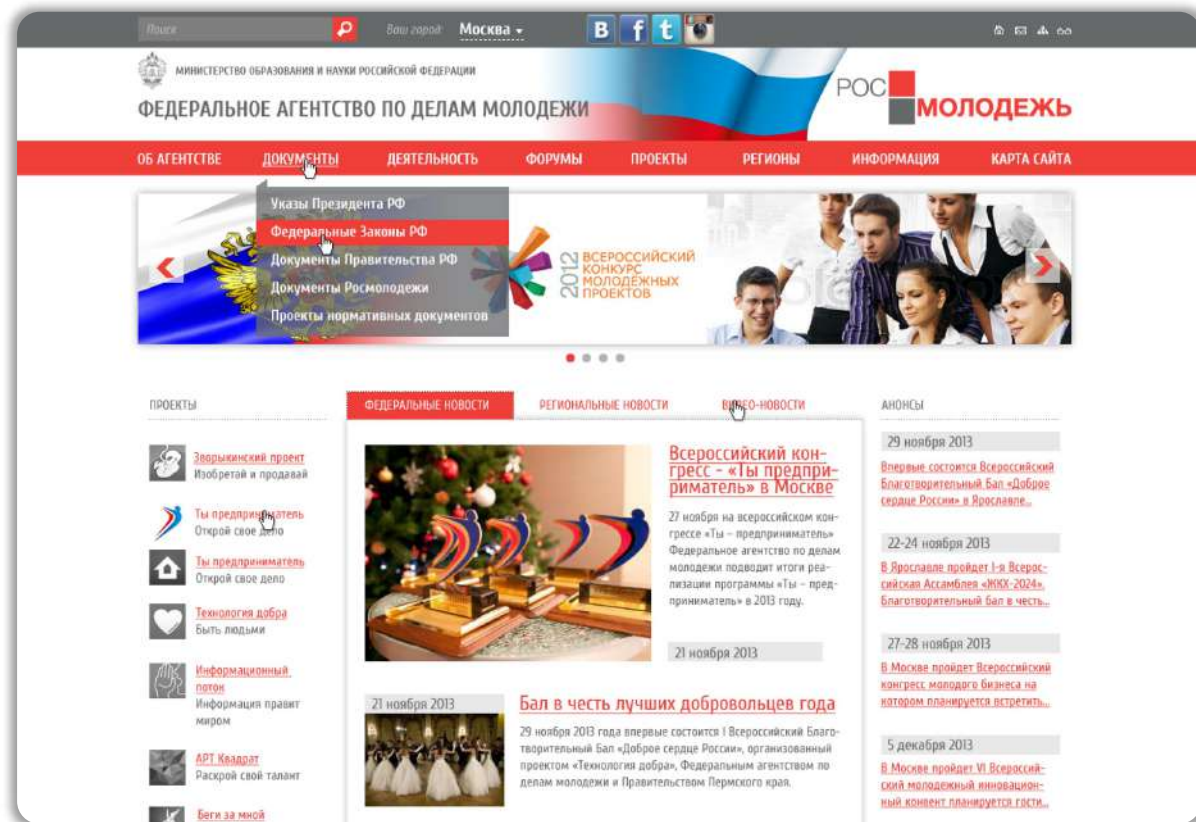 Поиск
Ваш город: Москва
МИНИСТЕРСТВО ОБРАЗОВАНИЯ И НАУКИ РОССИЙСКОЙ ФЕДЕРАЦИИ
ФЕДЕРАЛЬНОЕ АГЕНТСТВО ПО ДЕЛАМ МОЛОДЕЖИ
РОС
МОЛОДЕЖЬ
ОБ АГЕНТСТВЕ ДОКУМЕНТЫ ДЕЯТЕЛЬНОСТЬ ФОРУМЫ ПРОЕКТЫ РЕГИОНЫ ИНФОРМАЦИЯ КАРТА САЙТА
Указы Президента РФ
Федеральные Законы РФ
Документы Правительства РФ
Документы Росмолодежи
Проекты нормативных документов
2012
ВСЕРОССИЙСКИЙ
КОНКУРС
МОЛОДЁЖНЫХ
ПРОЕКТОВ
ПРОЕКТЫ
Зворыкинский проект
Изобретай и продавай
Ты предприниматель
Открой свое дело
Ты предприниматель
Открой свое дело
Технология добра
Быть людьми
Информационный
поток
Информация правит
миром
АРТ Квадрат
Раскрой свой талант
Беги за мной
ФЕДЕРАЛЬНЫЕ НОВОСТИ РЕГИОНАЛЬНЫЕ НОВОСТИ ВИДЕО-НОВОСТИ
Всероссийский кон-
гресс - «Ты предпри-
риматель» в Москве
27 ноября на всероссийском кон-
грессе «Ты – предприниматель»
Федеральное агентство по делам
молодежи подводит итоги реа-
лизации программы «Ты – пред-
приниматель» в 2013 году.
21 ноября 2013
21 ноября 2013
Бал в честь лучших добровольцев года
29 ноября 2013 года впервые состоится I Всероссийский Благо-
творительный Бал «Доброе сердце России», организованный
проектом «Технология добра», Федеральным агентством по
делам молодежи и Правительством Пермского края.
АНОНСЫ
29 ноября 2013
Впервые состоится Всероссийский
Благотворительный Бал «Доброе
сердце России» в Ярославле...
22-24 ноября 2013
В Ярославле пройдет I-я Всерос-
сийская Ассамблея «ЖКХ-2024».
Благотворительный бал в честь...
27-28 ноября 2013
В Москве пройдет Всероссийский
конгресс молодого бизнеса на
котором планируется встретить...
5 декабря 2013
В Москве пройдет VI Всероссий-
ский молодежный инновацион-
ный конвент планируется гости...